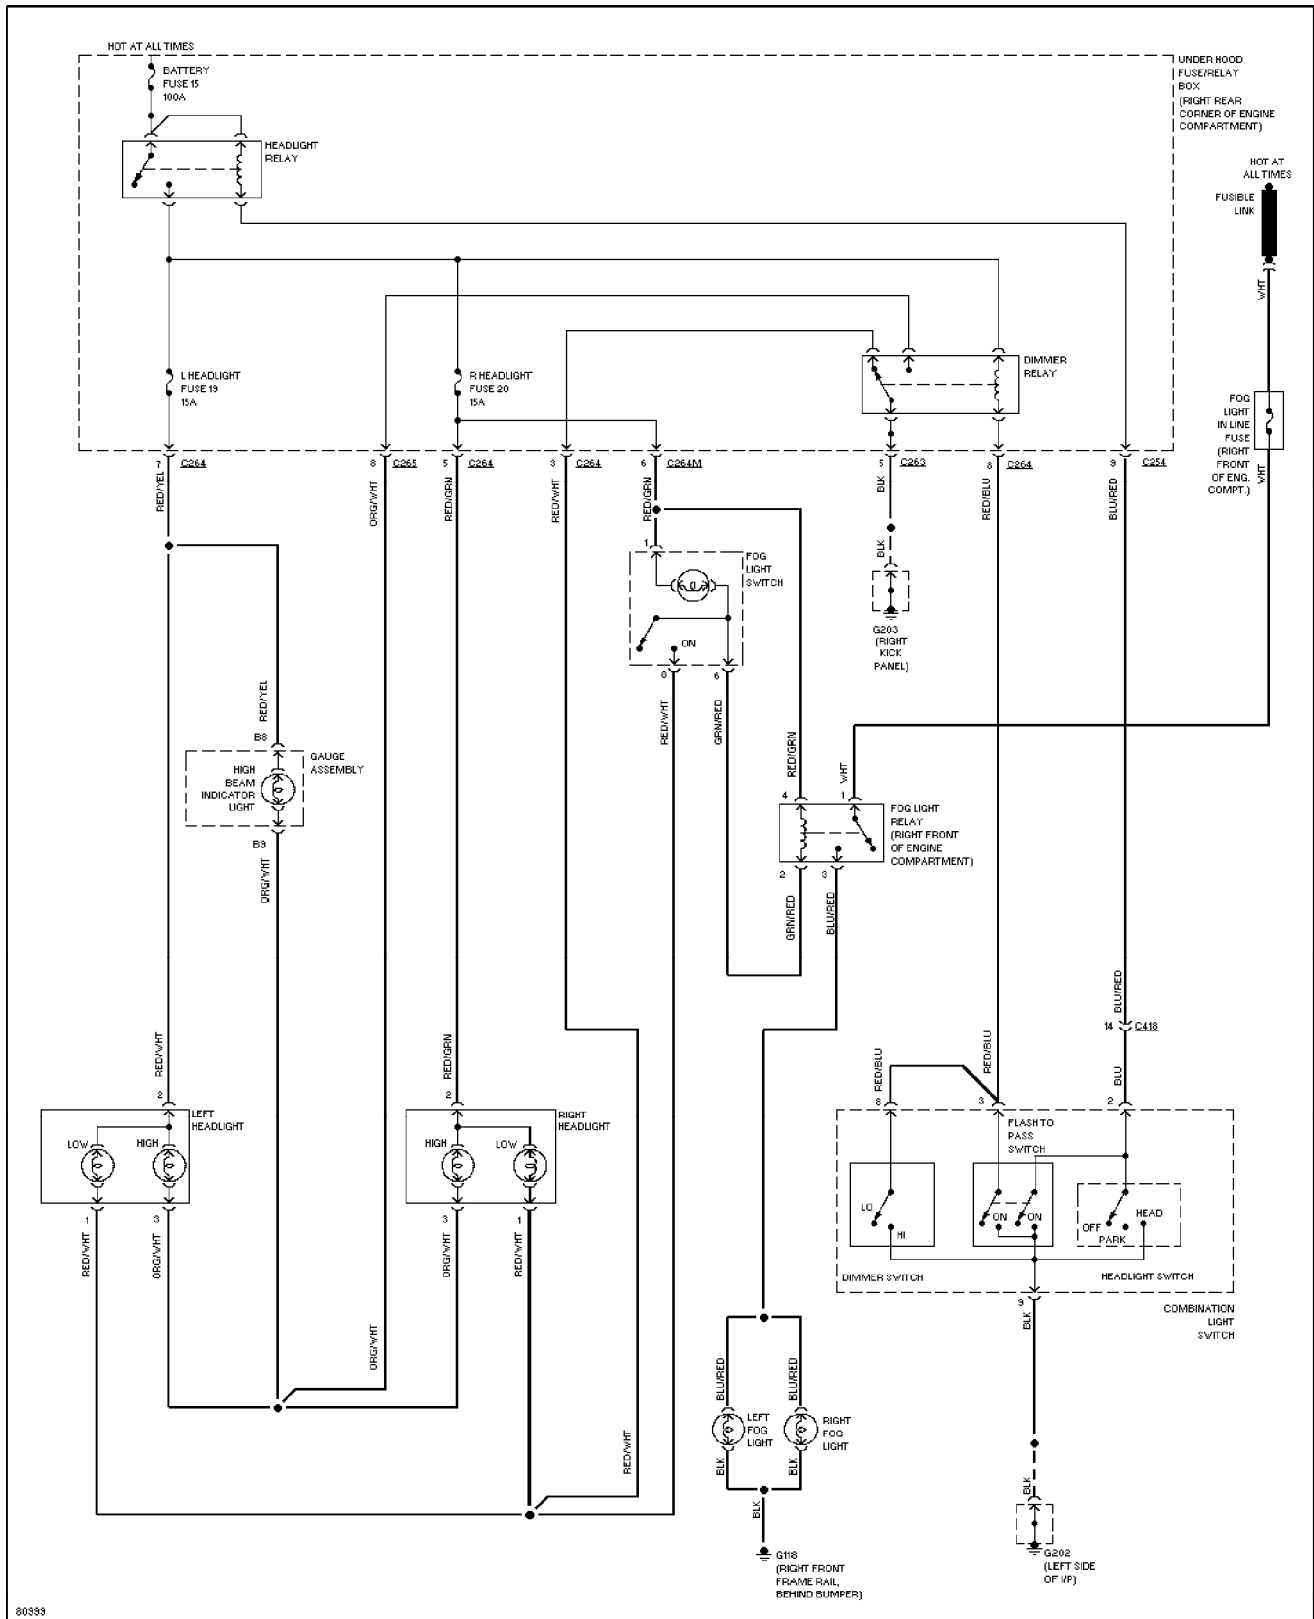 HOT AT ALL TIMES
BATTERY
FUSE 15
100A
UNDER HOOD
FUSE/RELAY
BOX
(RIGHT REAR
CORNER OF ENGINE
COMPARTMENT)
HEADLIGHT
RELAY
HOT AT
ALL TIMES
FUSIBLE
LINK
WHT
L HEADLIGHT
FUSE 19
15A
R HEADLIGHT
FUSE 20
15A
DIMMER
RELAY
FOG
LIGHT
IN LINE
FUSE
(RIGHT
FRONT
OF ENG.
COMPT.)
WHT
7 C264
8 C265
5 C264
3 C264
6 C264M
5 C263
8 C264
9 C254
RED/YEL
ORG/WHT
RED/GRN
RED/WHT
RED/GRN
BLK
RED/BLU
BLU/RED
1
FOG
LIGHT
SWITCH
ON
8
6
BLK
G203
(RIGHT
KICK
PANEL)
RED/YEL
RED/WHT
GRN/RED
B8
GAUGE
ASSEMBLY
HIGH
BEAM
INDICATOR
LIGHT
B9
ORG/WHT
RED/GRN
WHT
4
1
FOG LIGHT
RELAY
(RIGHT FRONT
OF ENGINE
COMPARTMENT)
2
3
GRN/RED
BLU/RED
BLU/RED
14 C418
RED/WHT
RED/GRN
RED/BLU
RED/BLU
BLU
2
LEFT
HEADLIGHT
LOW
HIGH
1
3
RED/WHT
ORG/WHT
2
RIGHT
HEADLIGHT
HIGH
LOW
3
1
ORG/WHT
RED/WHT
8
3
2
FLASH TO
PASS
SWITCH
LO
HI
ON
ON
OFF
PARK
HEAD
DIMMER SWITCH
HEADLIGHT SWITCH
9
COMBINATION
LIGHT
SWITCH
BLK
ORG/WHT
RED/WHT
BLU/RED
BLU/RED
LEFT
FOG
LIGHT
RIGHT
FOG
LIGHT
BLK
BLK
BLK
G118
(RIGHT FRONT
FRAME RAIL,
BEHIND BUMPER)
BLK
G202
(LEFT SIDE
OF I/P)
80999